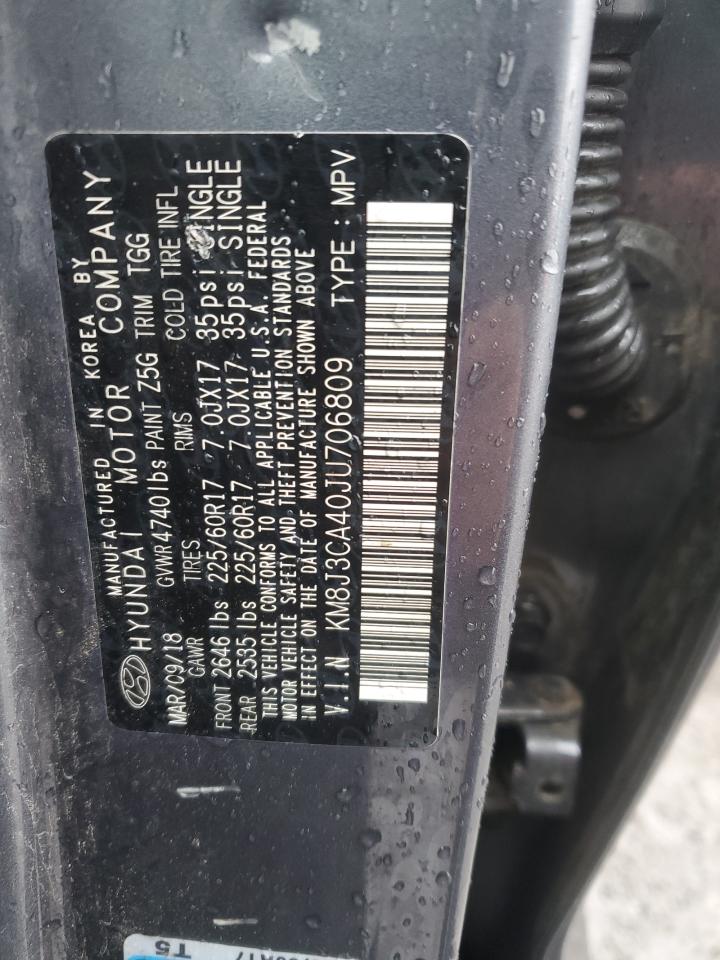 MANUFACTURED IN KOREA BY
HYUNDAI MOTOR COMPANY
MAR/09/18 GVWR 4740lbs PAINT Z5G TRIM TGG
GAWR TIRES RIMS COLD TIRE INFL
FRONT 2646 lbs 225/60R17 7.0JX17 35psi SINGLE
REAR 2535 lbs 225/60R17 7.0JX17 35psi SINGLE
THIS VEHICLE CONFORMS TO ALL APPLICABLE U.S.A. FEDERAL
MOTOR VEHICLE SAFETY AND THEFT PREVENTION STANDARDS
IN EFFECT ON THE DATE OF MANUFACTURE SHOWN ABOVE
V.I.N KM8J3CA40JU706809 TYPE : MPV
T5